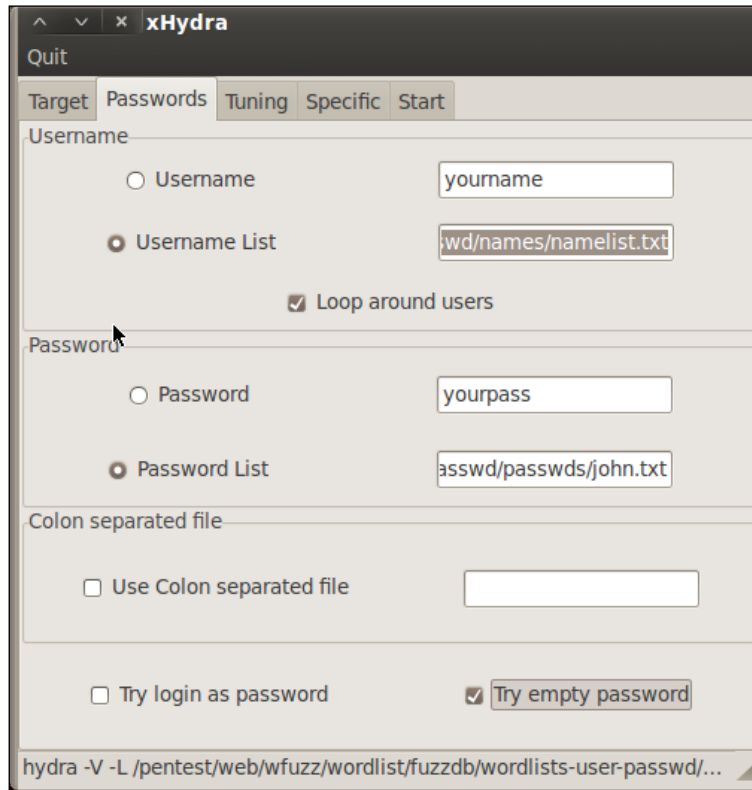 xHydra
Quit
Target Passwords Tuning Specific Start
Username
Username yourname
Username List swd/names/namelist.txt
Loop around users
Password
Password yourpass
Password List asswd/passwds/john.txt
Colon separated file
Use Colon separated file
Try login as password Try empty password
hydra -V -L /pentest/web/wfuzz/wordlist/fuzzdb/wordlists-user-passwd/...